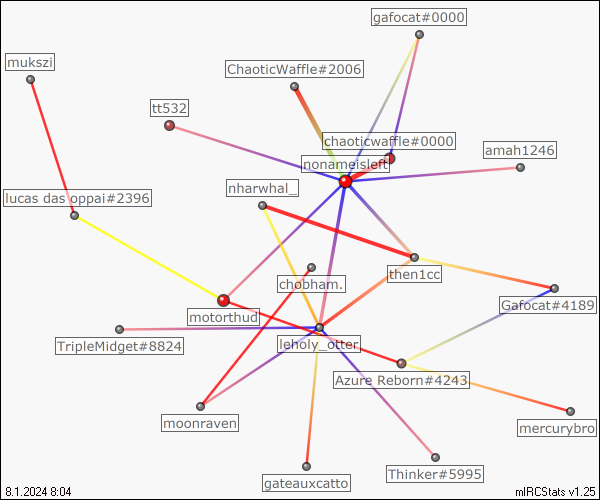 gafocat#0000
mukszi
ChaoticWaffle#2006
tt532
chaoticwaffle#0000
amah1246
nonameisleft
nharwhal_
lucas das oppai#2396
then1cc
chobham.
Gafocat#4189
motorthud
TripleMidget#8824
leholy_otter
Azure Reborn#4243
moonraven
mercurybro
Thinker#5995
gateauxcatto
8.1.2024 8:04
mIRCStats v1.25